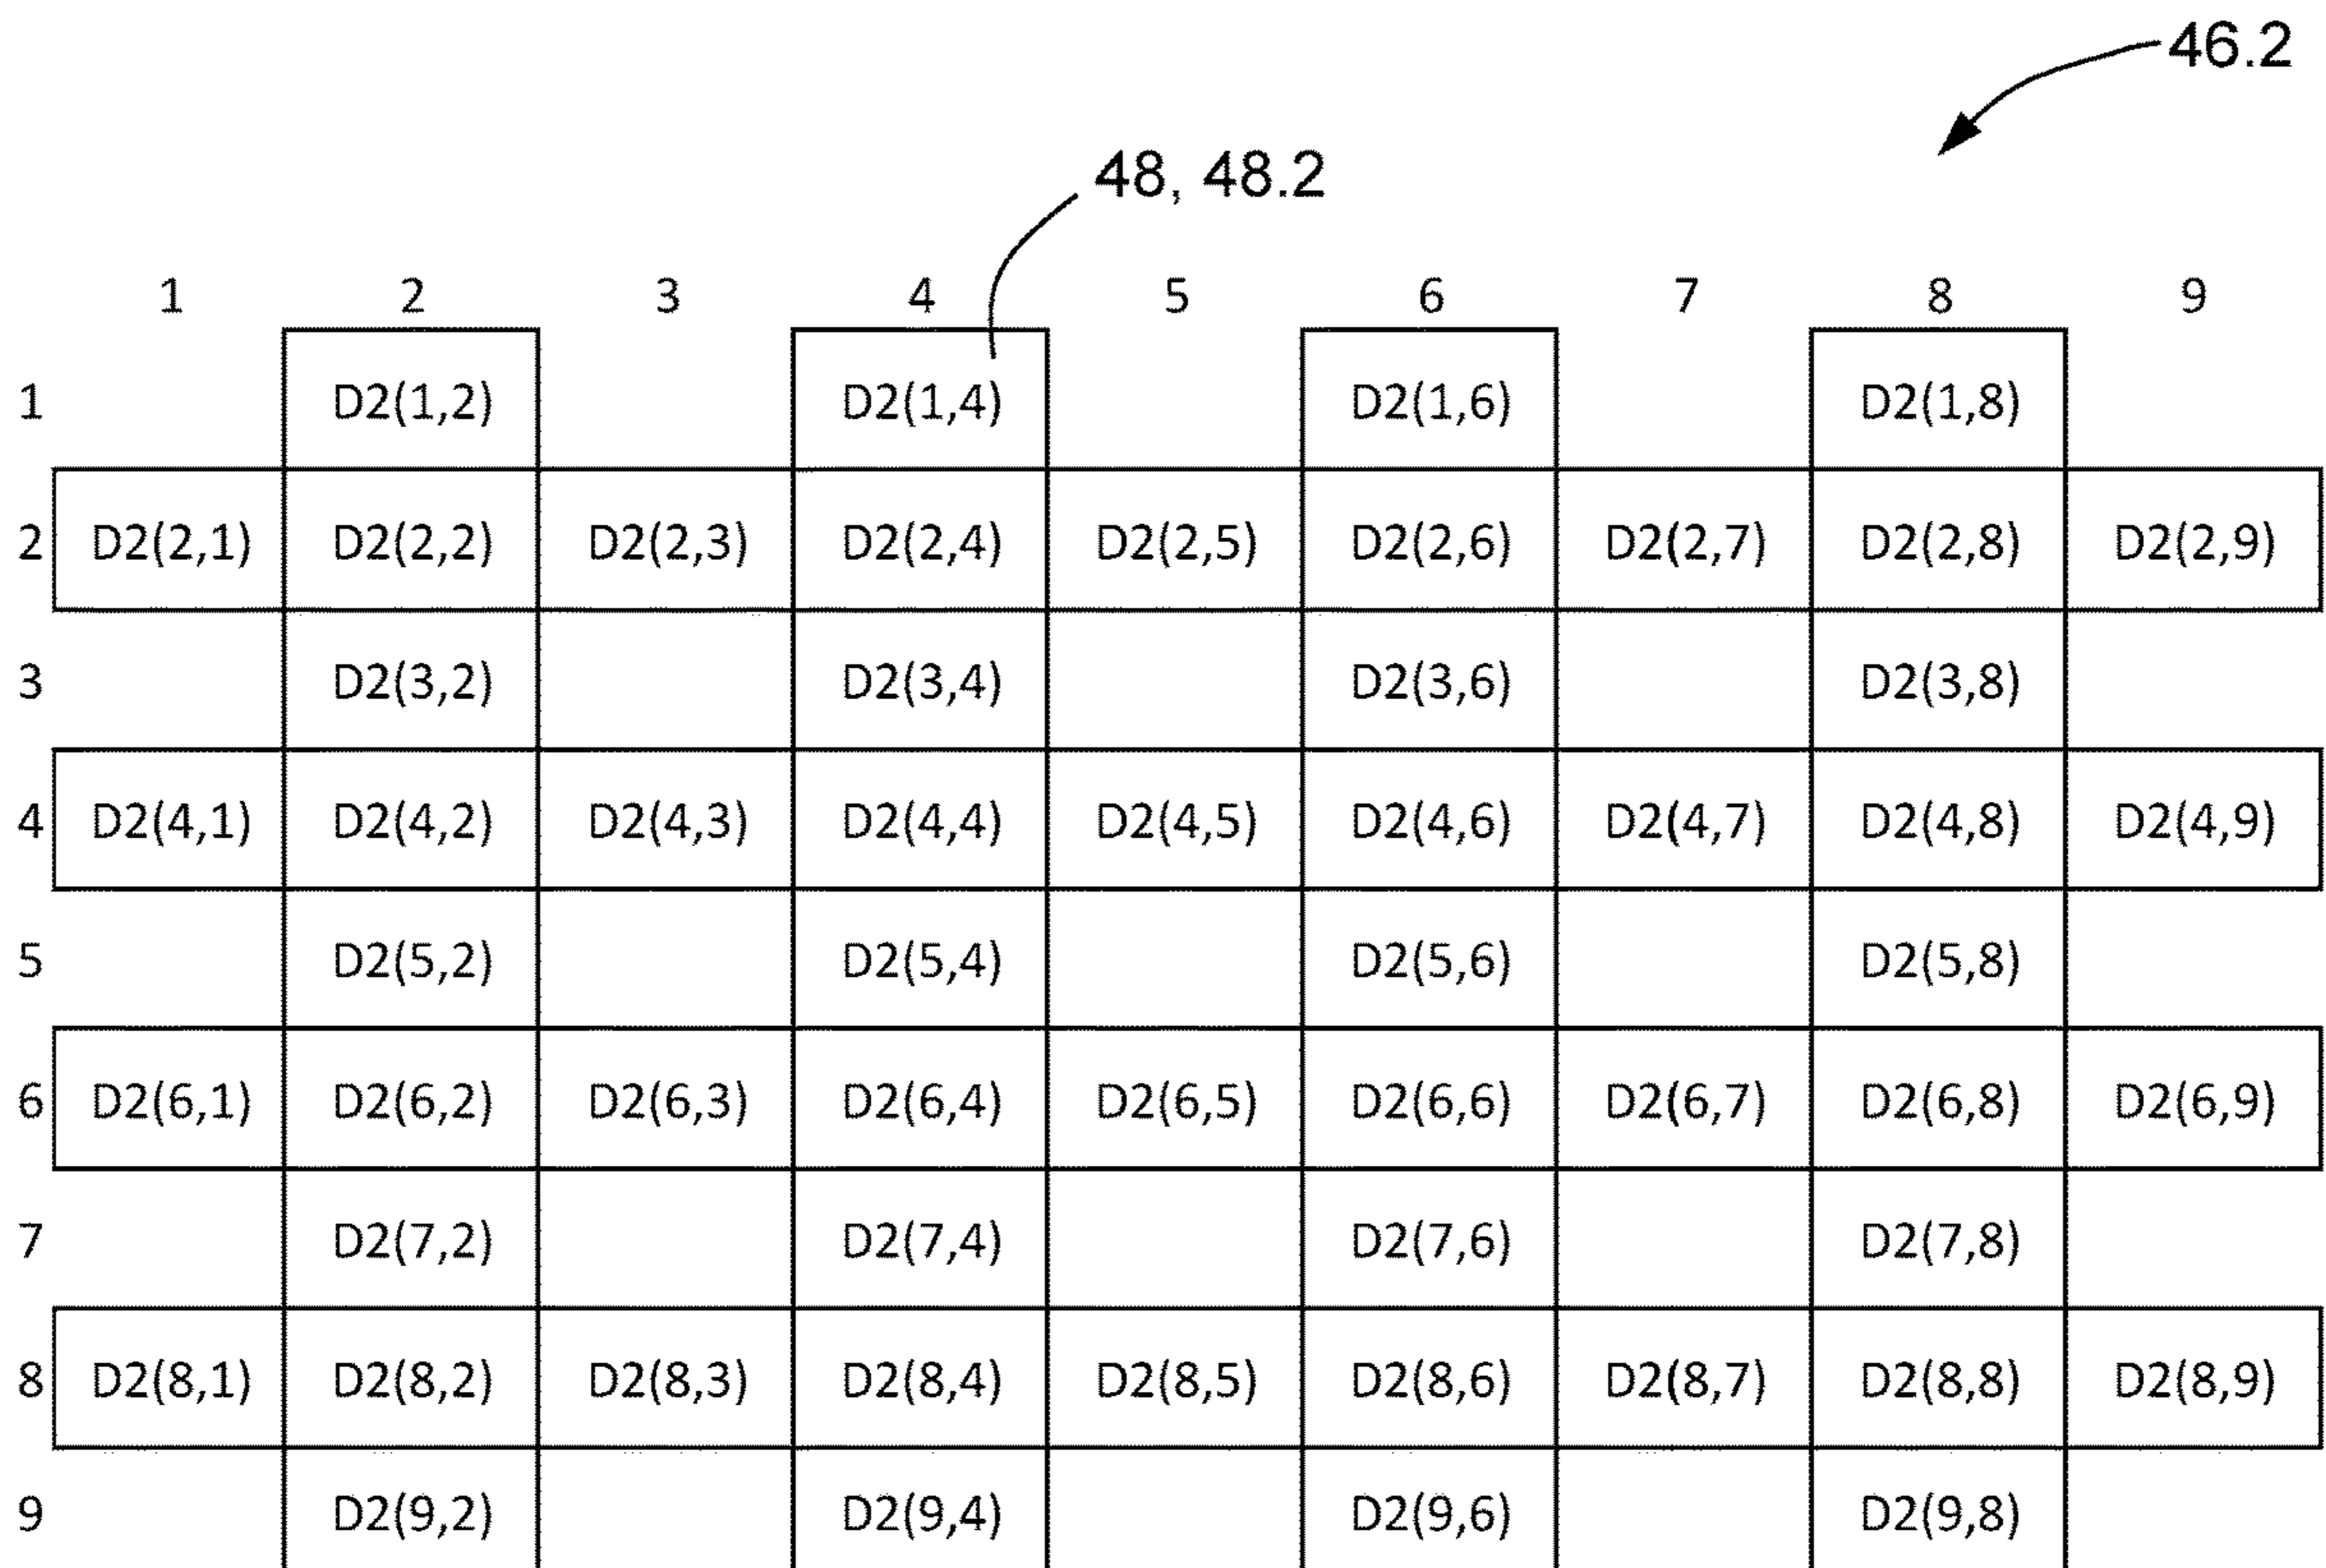 46.2
48, 48.2
1 2 3 4 5 6 7 8 9
1 D2(1,2) D2(1,4) D2(1,6) D2(1,8)
2 D2(2,1) D2(2,2) D2(2,3) D2(2,4) D2(2,5) D2(2,6) D2(2,7) D2(2,8) D2(2,9)
3 D2(3,2) D2(3,4) D2(3,6) D2(3,8)
4 D2(4,1) D2(4,2) D2(4,3) D2(4,4) D2(4,5) D2(4,6) D2(4,7) D2(4,8) D2(4,9)
5 D2(5,2) D2(5,4) D2(5,6) D2(5,8)
6 D2(6,1) D2(6,2) D2(6,3) D2(6,4) D2(6,5) D2(6,6) D2(6,7) D2(6,8) D2(6,9)
7 D2(7,2) D2(7,4) D2(7,6) D2(7,8)
8 D2(8,1) D2(8,2) D2(8,3) D2(8,4) D2(8,5) D2(8,6) D2(8,7) D2(8,8) D2(8,9)
9 D2(9,2) D2(9,4) D2(9,6) D2(9,8)